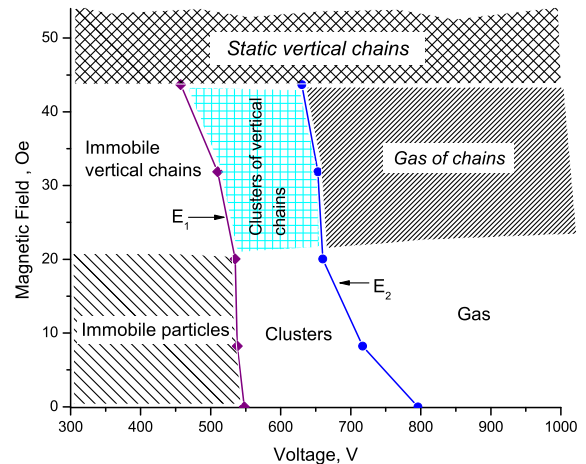 50
40
30
20
10
0
Magnetic Field , Oe
Static vertical chains
Immobile
vertical chains
Clusters of vertical
chains
Gas of chains
E1
E2
Immobile particles
Clusters
Gas
300 400 500 600 700 800 900 1000
Voltage, V